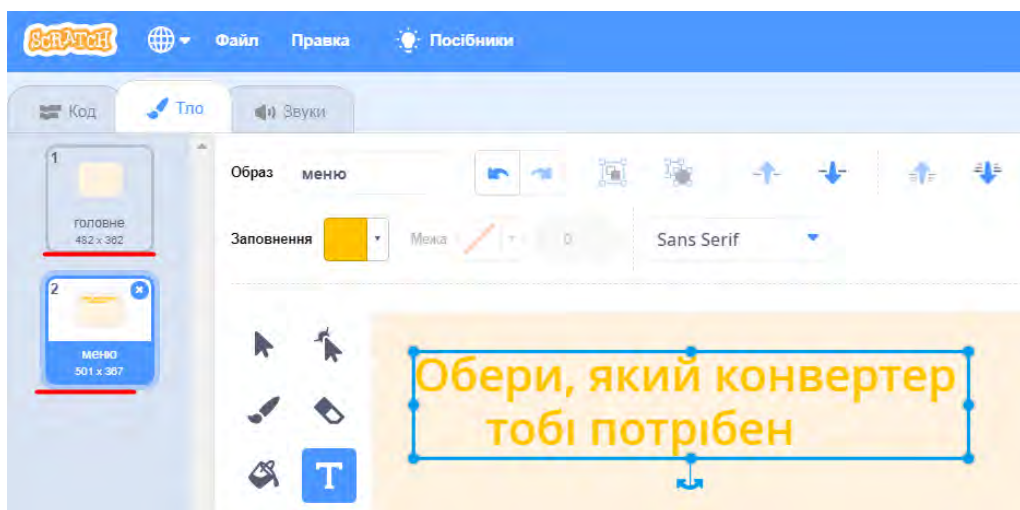 SCRATCH Файл Правка Посібники
Код Тло Звуки
1
головне
482 x 362
2
меню
501 x 367
Образ меню
Заповнення Межа 0 Sans Serif
T
Обери, який конвертер
тобі потрібен